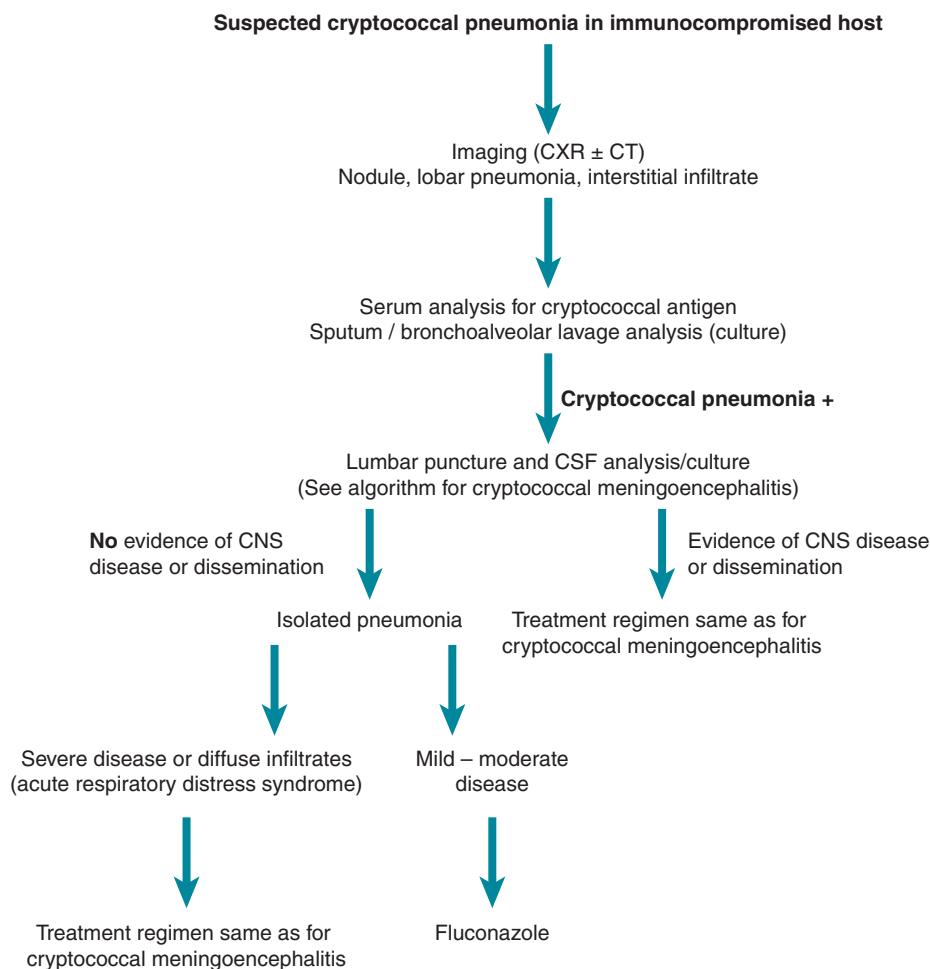 Suspected cryptococcal pneumonia in immunocompromised host
Imaging (CXR ± CT)
Nodule, lobar pneumonia, interstitial infiltrate
Serum analysis for cryptococcal antigen
Sputum / bronchoalveolar lavage analysis (culture)
Cryptococcal pneumonia +
Lumbar puncture and CSF analysis/culture
(See algorithm for cryptococcal meningoencephalitis)
No evidence of CNS
disease or dissemination
Evidence of CNS disease
or dissemination
Isolated pneumonia
Treatment regimen same as for
cryptococcal meningoencephalitis
Severe disease or diffuse infiltrates
(acute respiratory distress syndrome)
Mild – moderate
disease
Treatment regimen same as for
cryptococcal meningoencephalitis
Fluconazole